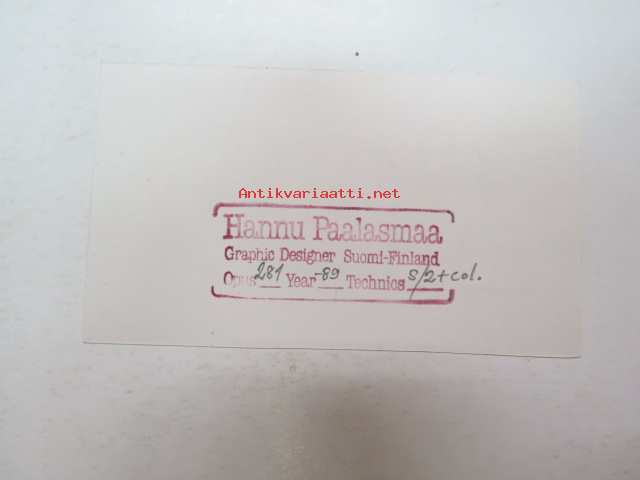 Antikvariaatti.net
Hannu Paalasmaa
Graphic Designer Suomi-Finland
Opus 281 Year -89 Technics S/2+col.